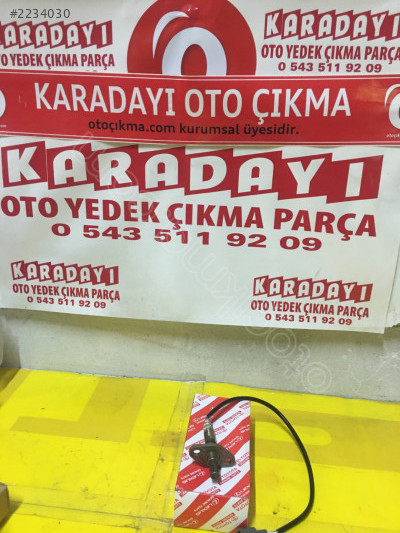 #2234030
KARADAYI
OTO YEDEK
YEDEK ÇIKMA PARÇA
KARADAYI
OTO YEDEK ÇIKMA PARÇA
0 543 511 92 09
KARADAYI OTO ÇIKMA
otoçıkma.com kurumsal üyesidir.
KARADAYI
OTO YEDEK ÇIKMA PARÇA
0 543 511 92 09
KARADAYI
OTO YEDEK ÇIKMA PARÇA
0 543 511 92 09
KARADAYI
OTO YEDEK ÇIKMA PARÇA
0 543 511 92 09